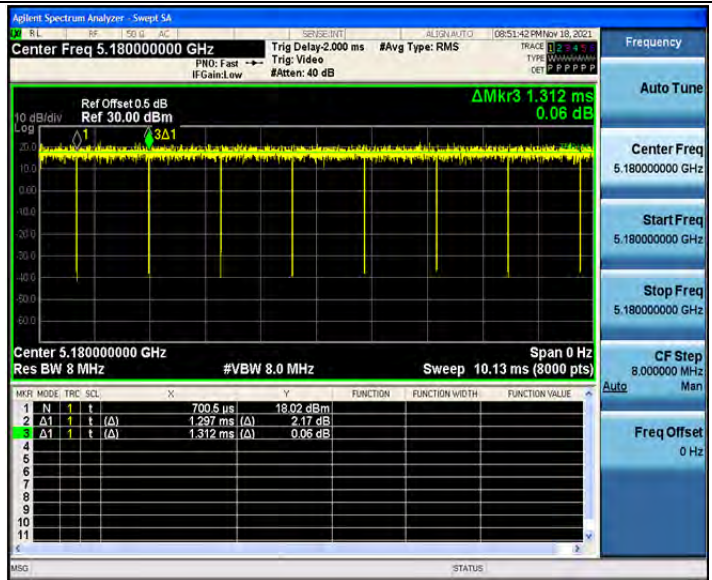 Agilent Spectrum Analyzer - Swept SA
RL RF 50 Ω AC SENSE:INT ALIGN AUTO 08:51:42 PM Nov 18, 2021
Center Freq 5.180000000 GHz Trig Delay-2.000 ms #Avg Type: RMS TRACE 1 2 3 4 5 6
PNO: Fast Trig: Video TYPE WWWWWW
IFGain:Low #Atten: 40 dB DET P P P P P P
Frequency
Auto Tune
Center Freq
5.180000000 GHz
Start Freq
5.180000000 GHz
Stop Freq
5.180000000 GHz
CF Step
8.000000 MHz
Auto Man
Freq Offset
0 Hz
Ref Offset 0.5 dB ΔMkr3 1.312 ms
10 dB/div Ref 30.00 dBm 0.06 dB
Log
1 3Δ1
20.0
10.0
0.00
-10.0
-20.0
-30.0
-40.0
-50.0
-60.0
Center 5.180000000 GHz Span 0 Hz
Res BW 8 MHz #VBW 8.0 MHz Sweep 10.13 ms (8000 pts)
MKR MODE TRC SCL X Y FUNCTION FUNCTION WIDTH FUNCTION VALUE
1 N 1 t 700.5 µs 18.02 dBm
2 Δ1 1 t (Δ) 1.297 ms (Δ) 2.17 dB
3 Δ1 1 t (Δ) 1.312 ms (Δ) 0.06 dB
4
5
6
7
8
9
10
11
MSG STATUS